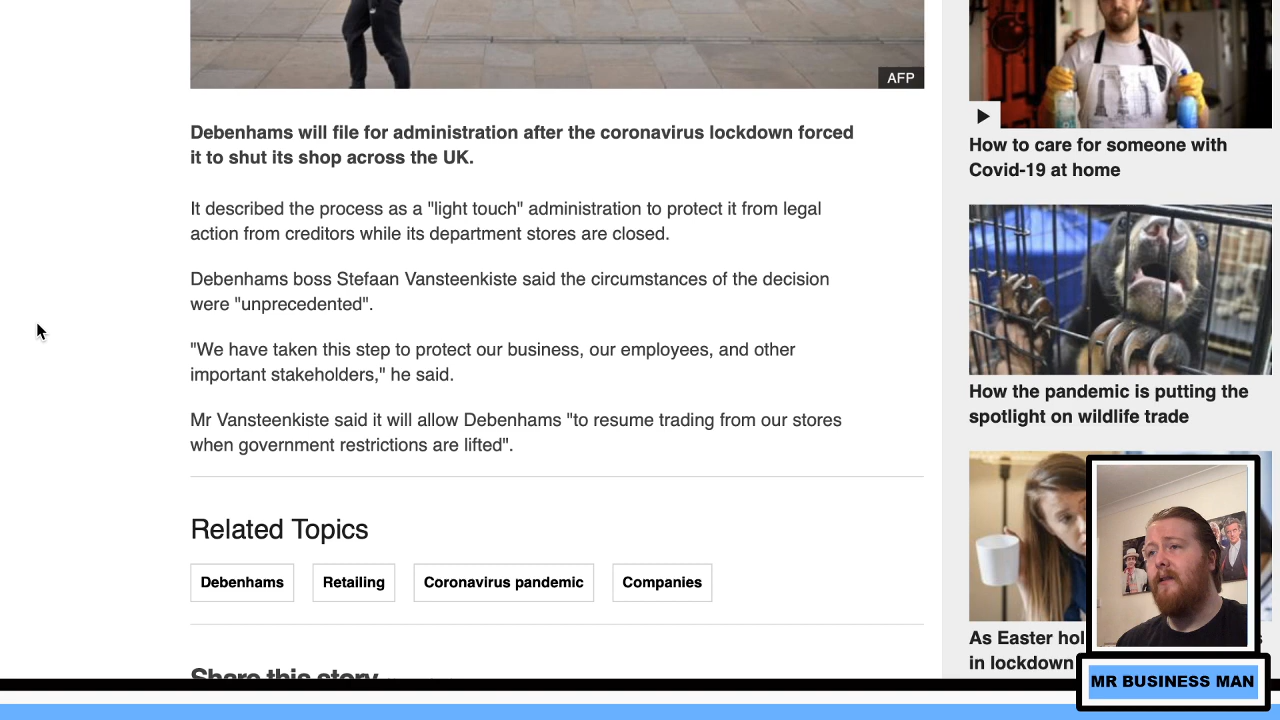 AFP
Debenhams will file for administration after the coronavirus lockdown forced
it to shut its shop across the UK.
It described the process as a "light touch" administration to protect it from legal
action from creditors while its department stores are closed.
Debenhams boss Stefaan Vansteenkiste said the circumstances of the decision
were "unprecedented".
"We have taken this step to protect our business, our employees, and other
important stakeholders," he said.
Mr Vansteenkiste said it will allow Debenhams "to resume trading from our stores
when government restrictions are lifted".
Related Topics
Debenhams
Retailing
Coronavirus pandemic
Companies
Share this story
How to care for someone with
Covid-19 at home
How the pandemic is putting the
spotlight on wildlife trade
As Easter
in lockdown
MR BUSINESS MAN